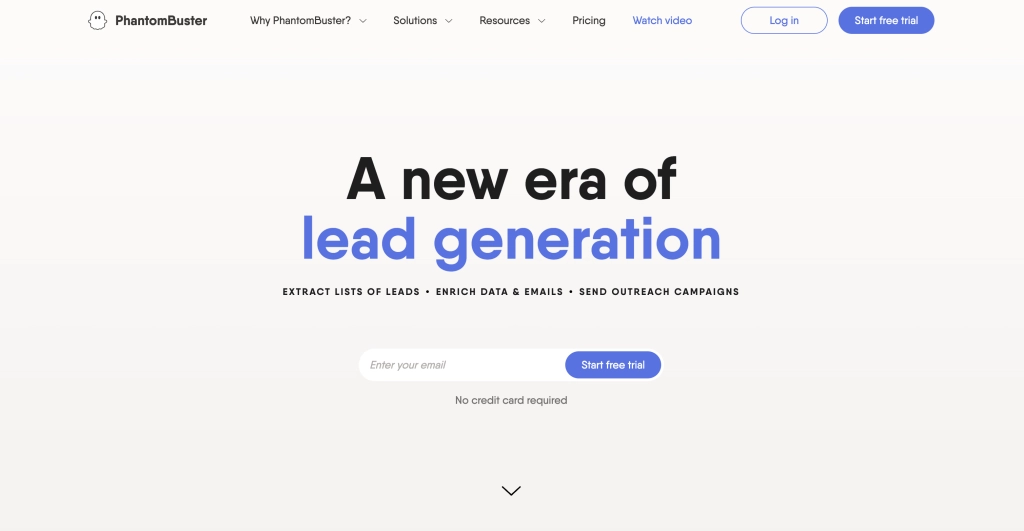 PhantomBuster Why PhantomBuster? Solutions Resources Pricing Watch video Log in Start free trial
A new era of
lead generation
EXTRACT LISTS OF LEADS • ENRICH DATA & EMAILS • SEND OUTREACH CAMPAIGNS
Enter your email Start free trial
No credit card required